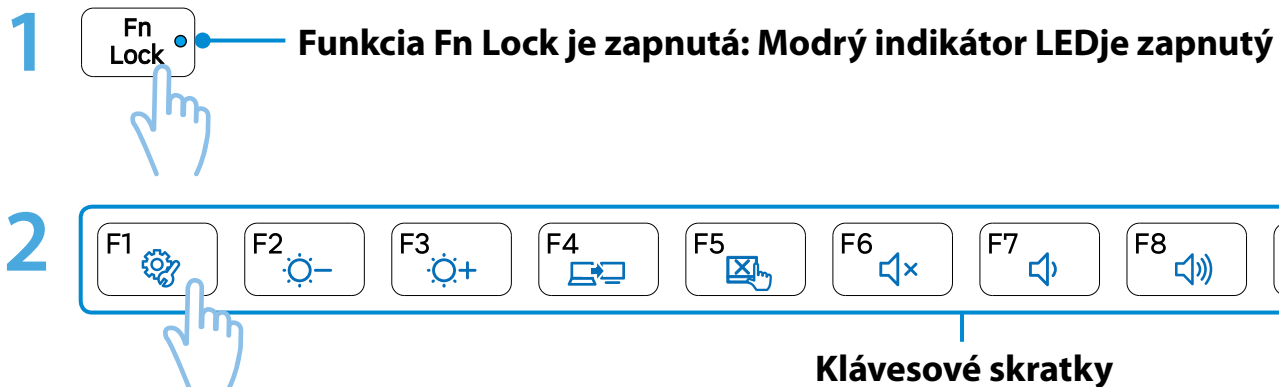 1
Fn
Lock
Funkcia Fn Lock je zapnutá: Modrý indikátor LEDje zapnutý
2
F1 F2 F3 F4 F5 F6 F7 F8
Klávesové skratky